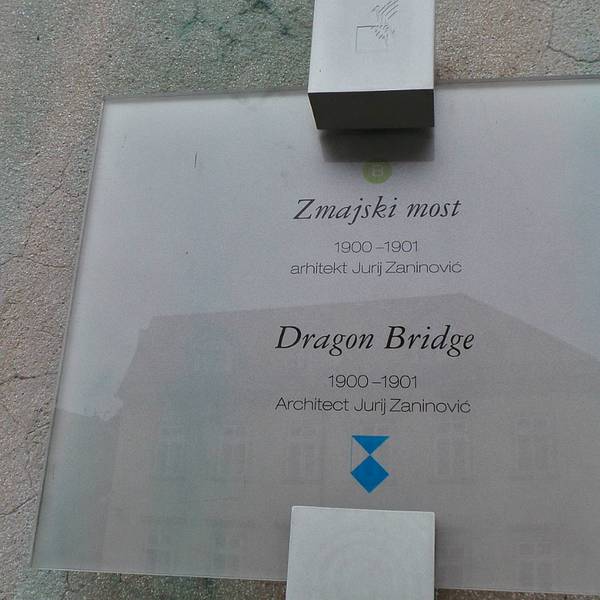 Zmajski most
1900–1901
arhitekt Jurij Zaninović
Dragon Bridge
1900–1901
Architect Jurij Zaninović